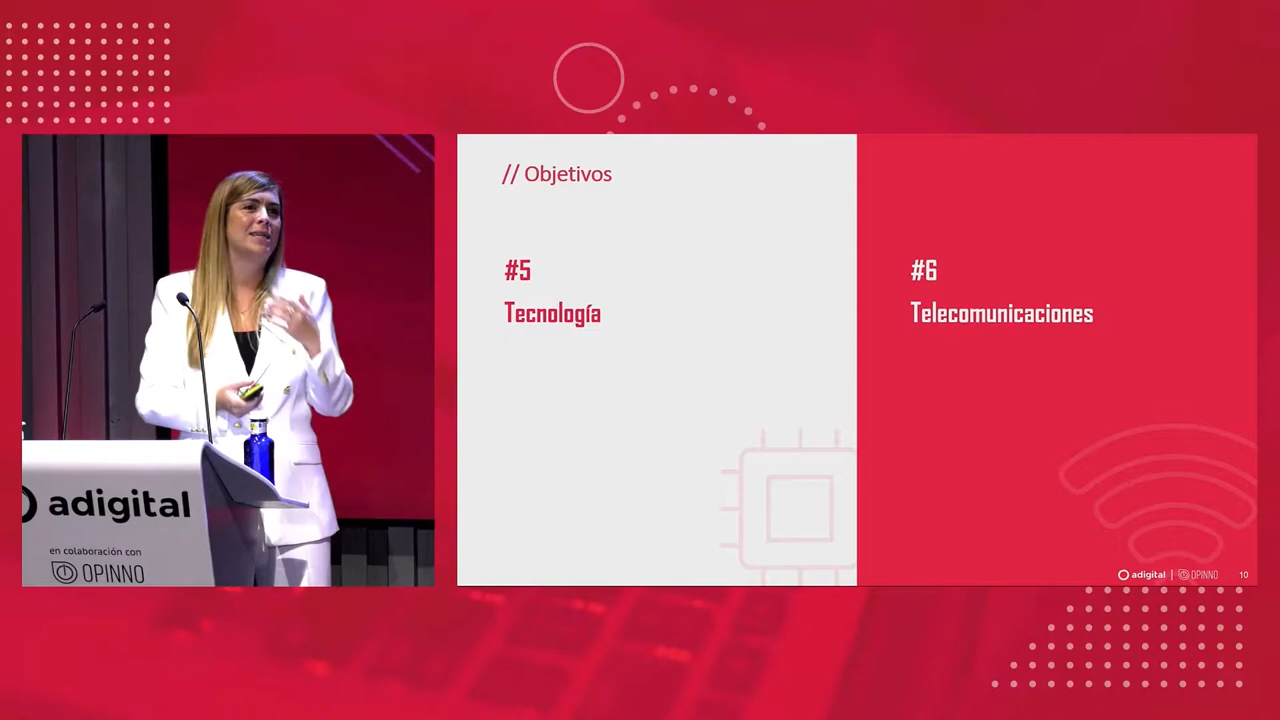 adigital
en colaboración con
OPINNO
// Objetivos
#5
Tecnología
#6
Telecomunicaciones
adigital | OPINNO 10